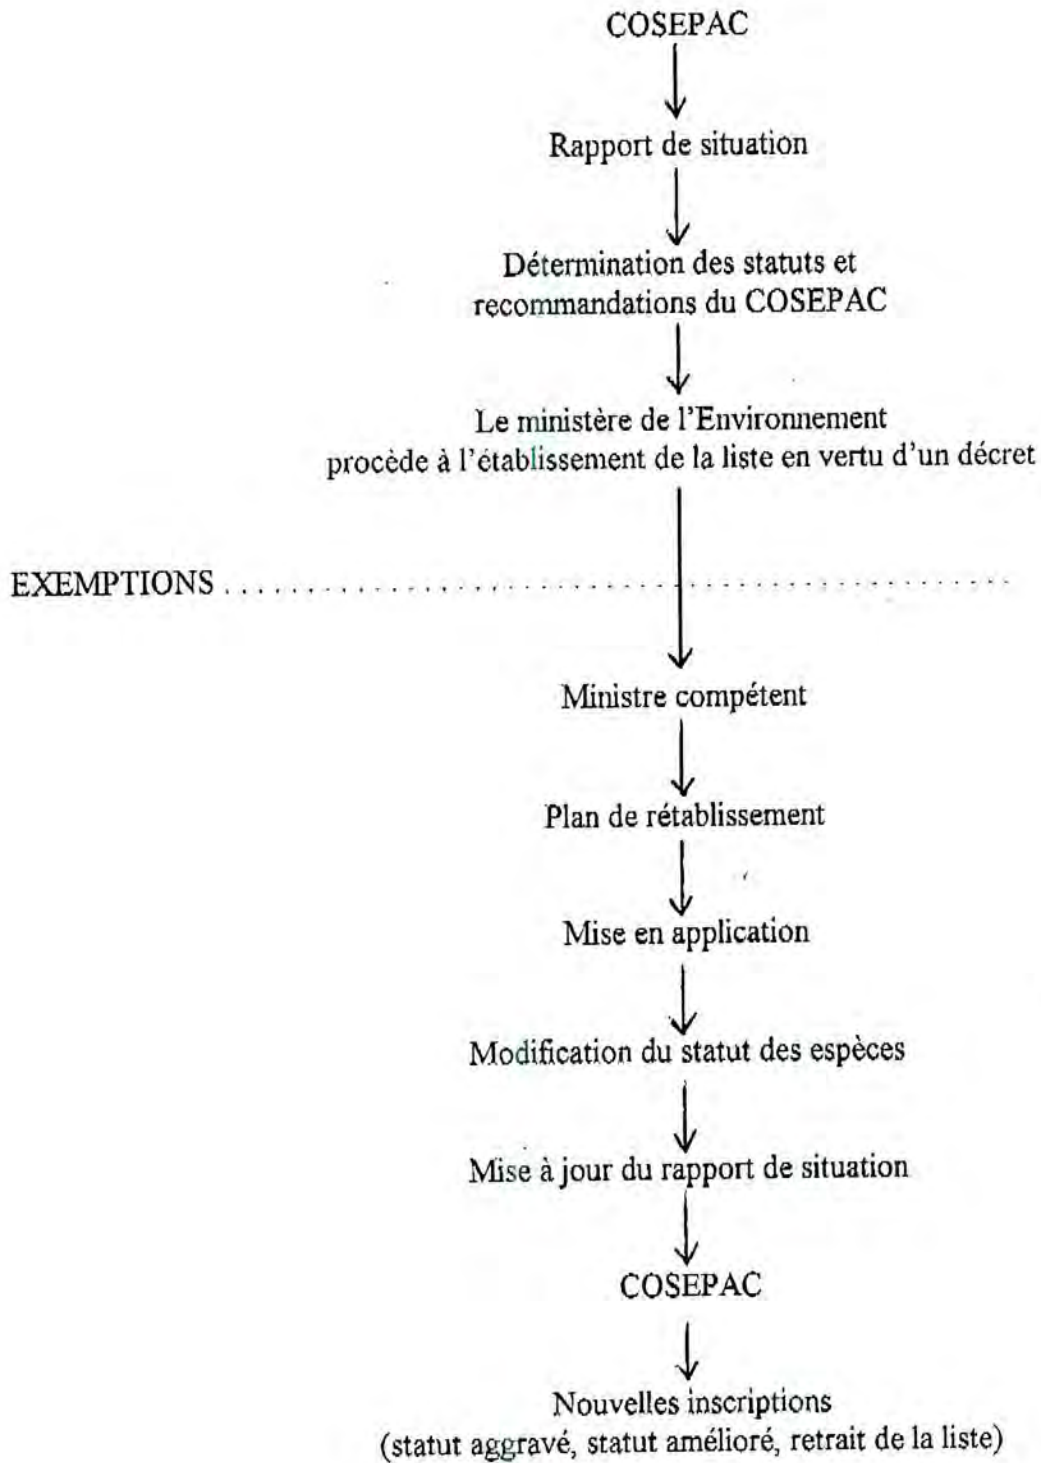 COSEPAC
Rapport de situation
Détermination des statuts et
recommandations du COSEPAC
Le ministère de l'Environnement
procède à l'établissement de la liste en vertu d'un décret
EXEMPTIONS . . . . . . . . . . . . . . . . . . . . . . . . . . . . . . . . . . . . . . . . . . . . . . . . . . . .
Ministre compétent
Plan de rétablissement
Mise en application
Modification du statut des espèces
Mise à jour du rapport de situation
COSEPAC
Nouvelles inscriptions
(statut aggravé, statut amélioré, retrait de la liste)